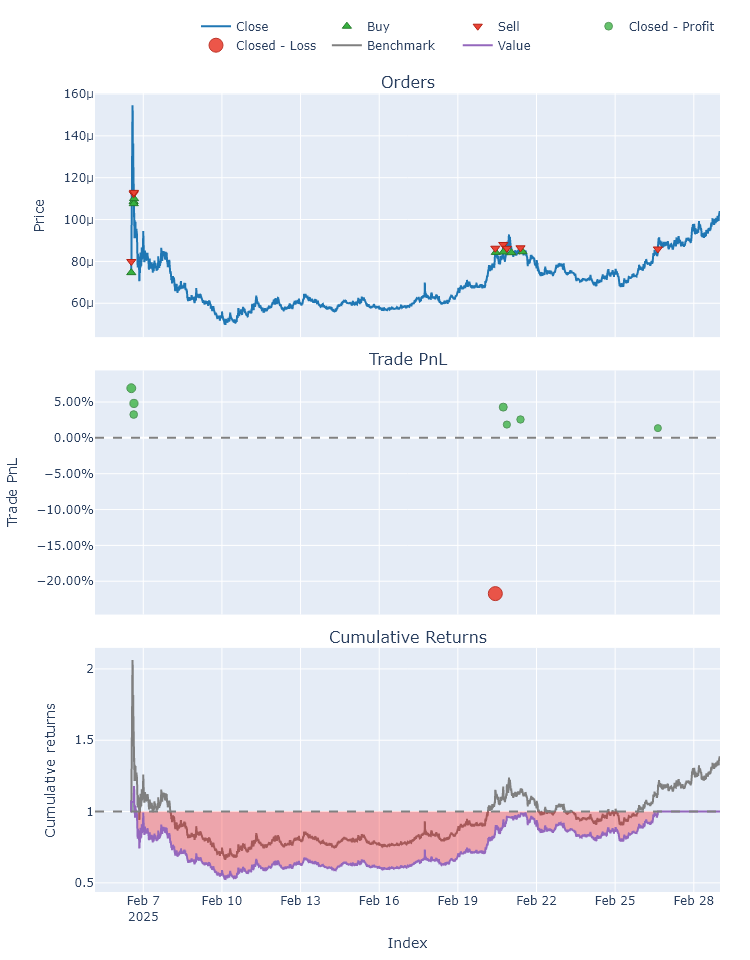 Close Buy Sell Closed - Profit
Closed - Loss Benchmark Value
Orders
160μ
140μ
120μ
100μ
80μ
60μ
Price
Trade PnL
5.00%
0.00%
−5.00%
−10.00%
−15.00%
−20.00%
Trade PnL
Cumulative Returns
2
1.5
1
0.5
Cumulative returns
Feb 7 Feb 10 Feb 13 Feb 16 Feb 19 Feb 22 Feb 25 Feb 28
2025
Index